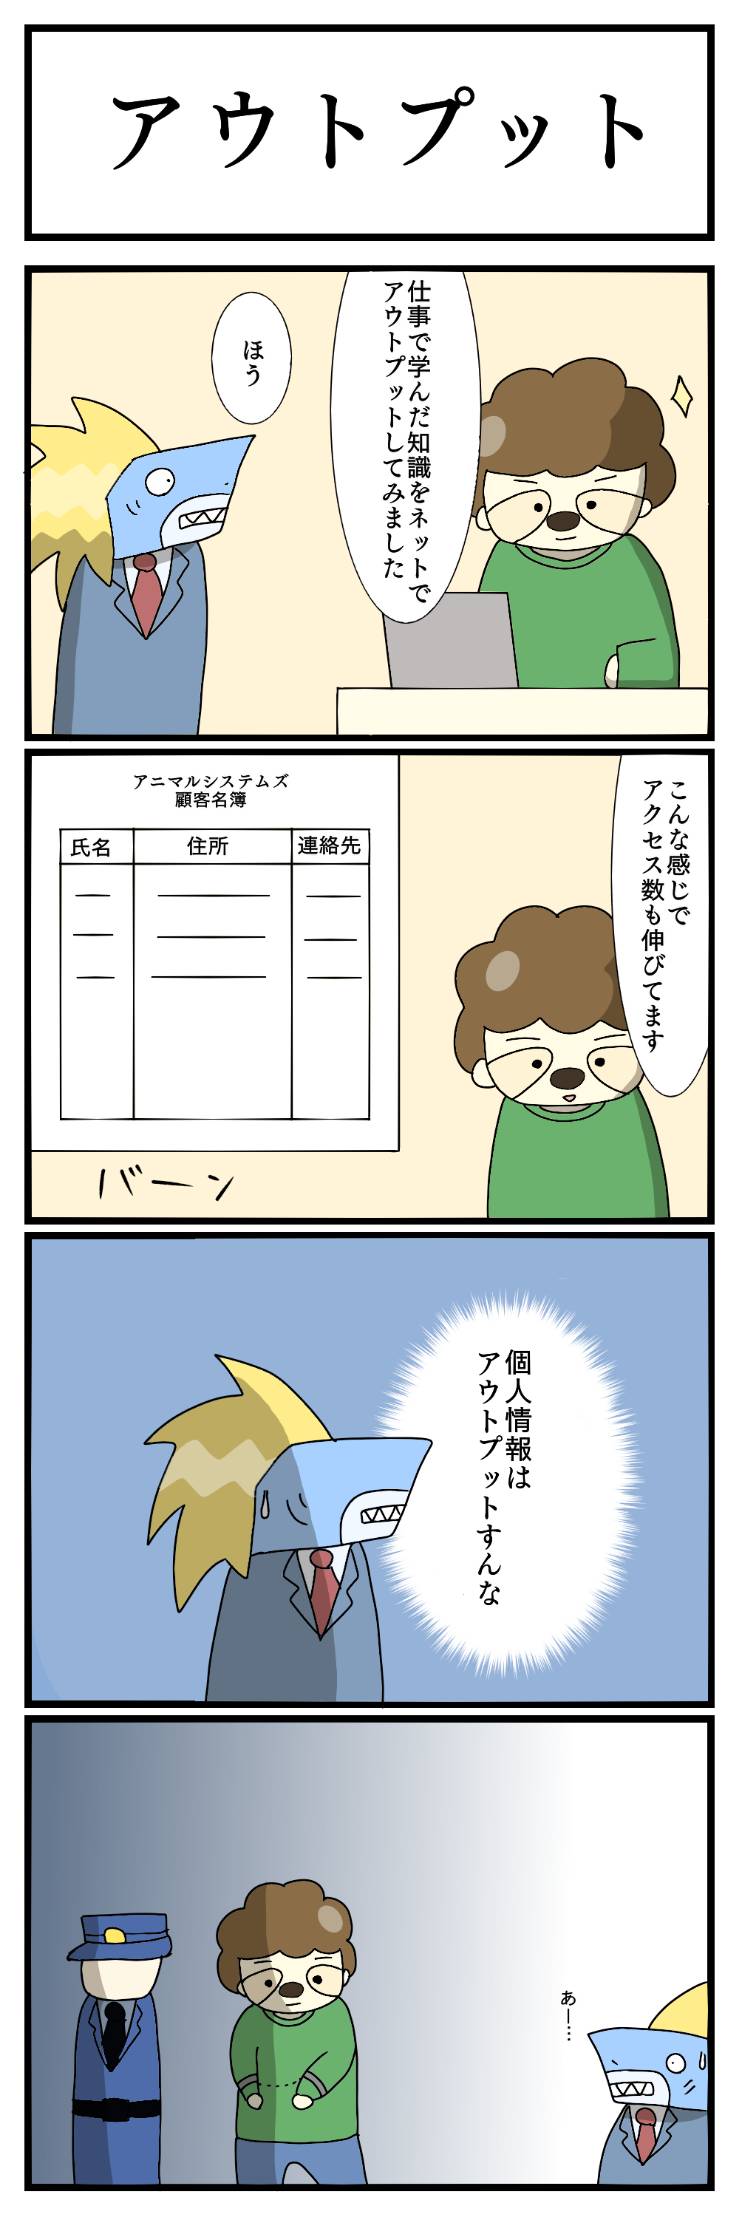 アウトプット
仕事で学んだ知識をネットで
アウトプットしてみました
ほう
こんな感じで
アクセス数も伸びてます
アニマルシステムズ
顧客名簿
氏名 住所 連絡先
バーン
個人情報は
アウトプットすんな
あー…